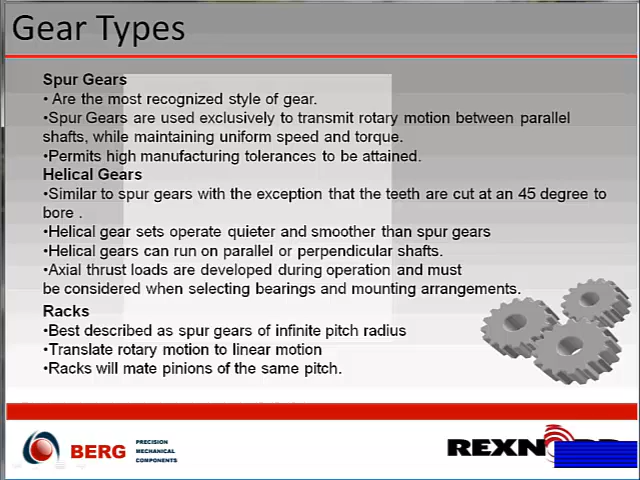 Gear Types
Spur Gears
• Are the most recognized style of gear.
•Spur Gears are used exclusively to transmit rotary motion between parallel
shafts, while maintaining uniform speed and torque.
•Permits high manufacturing tolerances to be attained.
Helical Gears
•Similar to spur gears with the exception that the teeth are cut at an 45 degree to
bore .
•Helical gear sets operate quieter and smoother than spur gears
•Helical gears can run on parallel or perpendicular shafts.
•Axial thrust loads are developed during operation and must
be considered when selecting bearings and mounting arrangements.
Racks
•Best described as spur gears of infinite pitch radius
•Translate rotary motion to linear motion
•Racks will mate pinions of the same pitch.
BERG
PRECISION
MECHANICAL
COMPONENTS
REXNORD